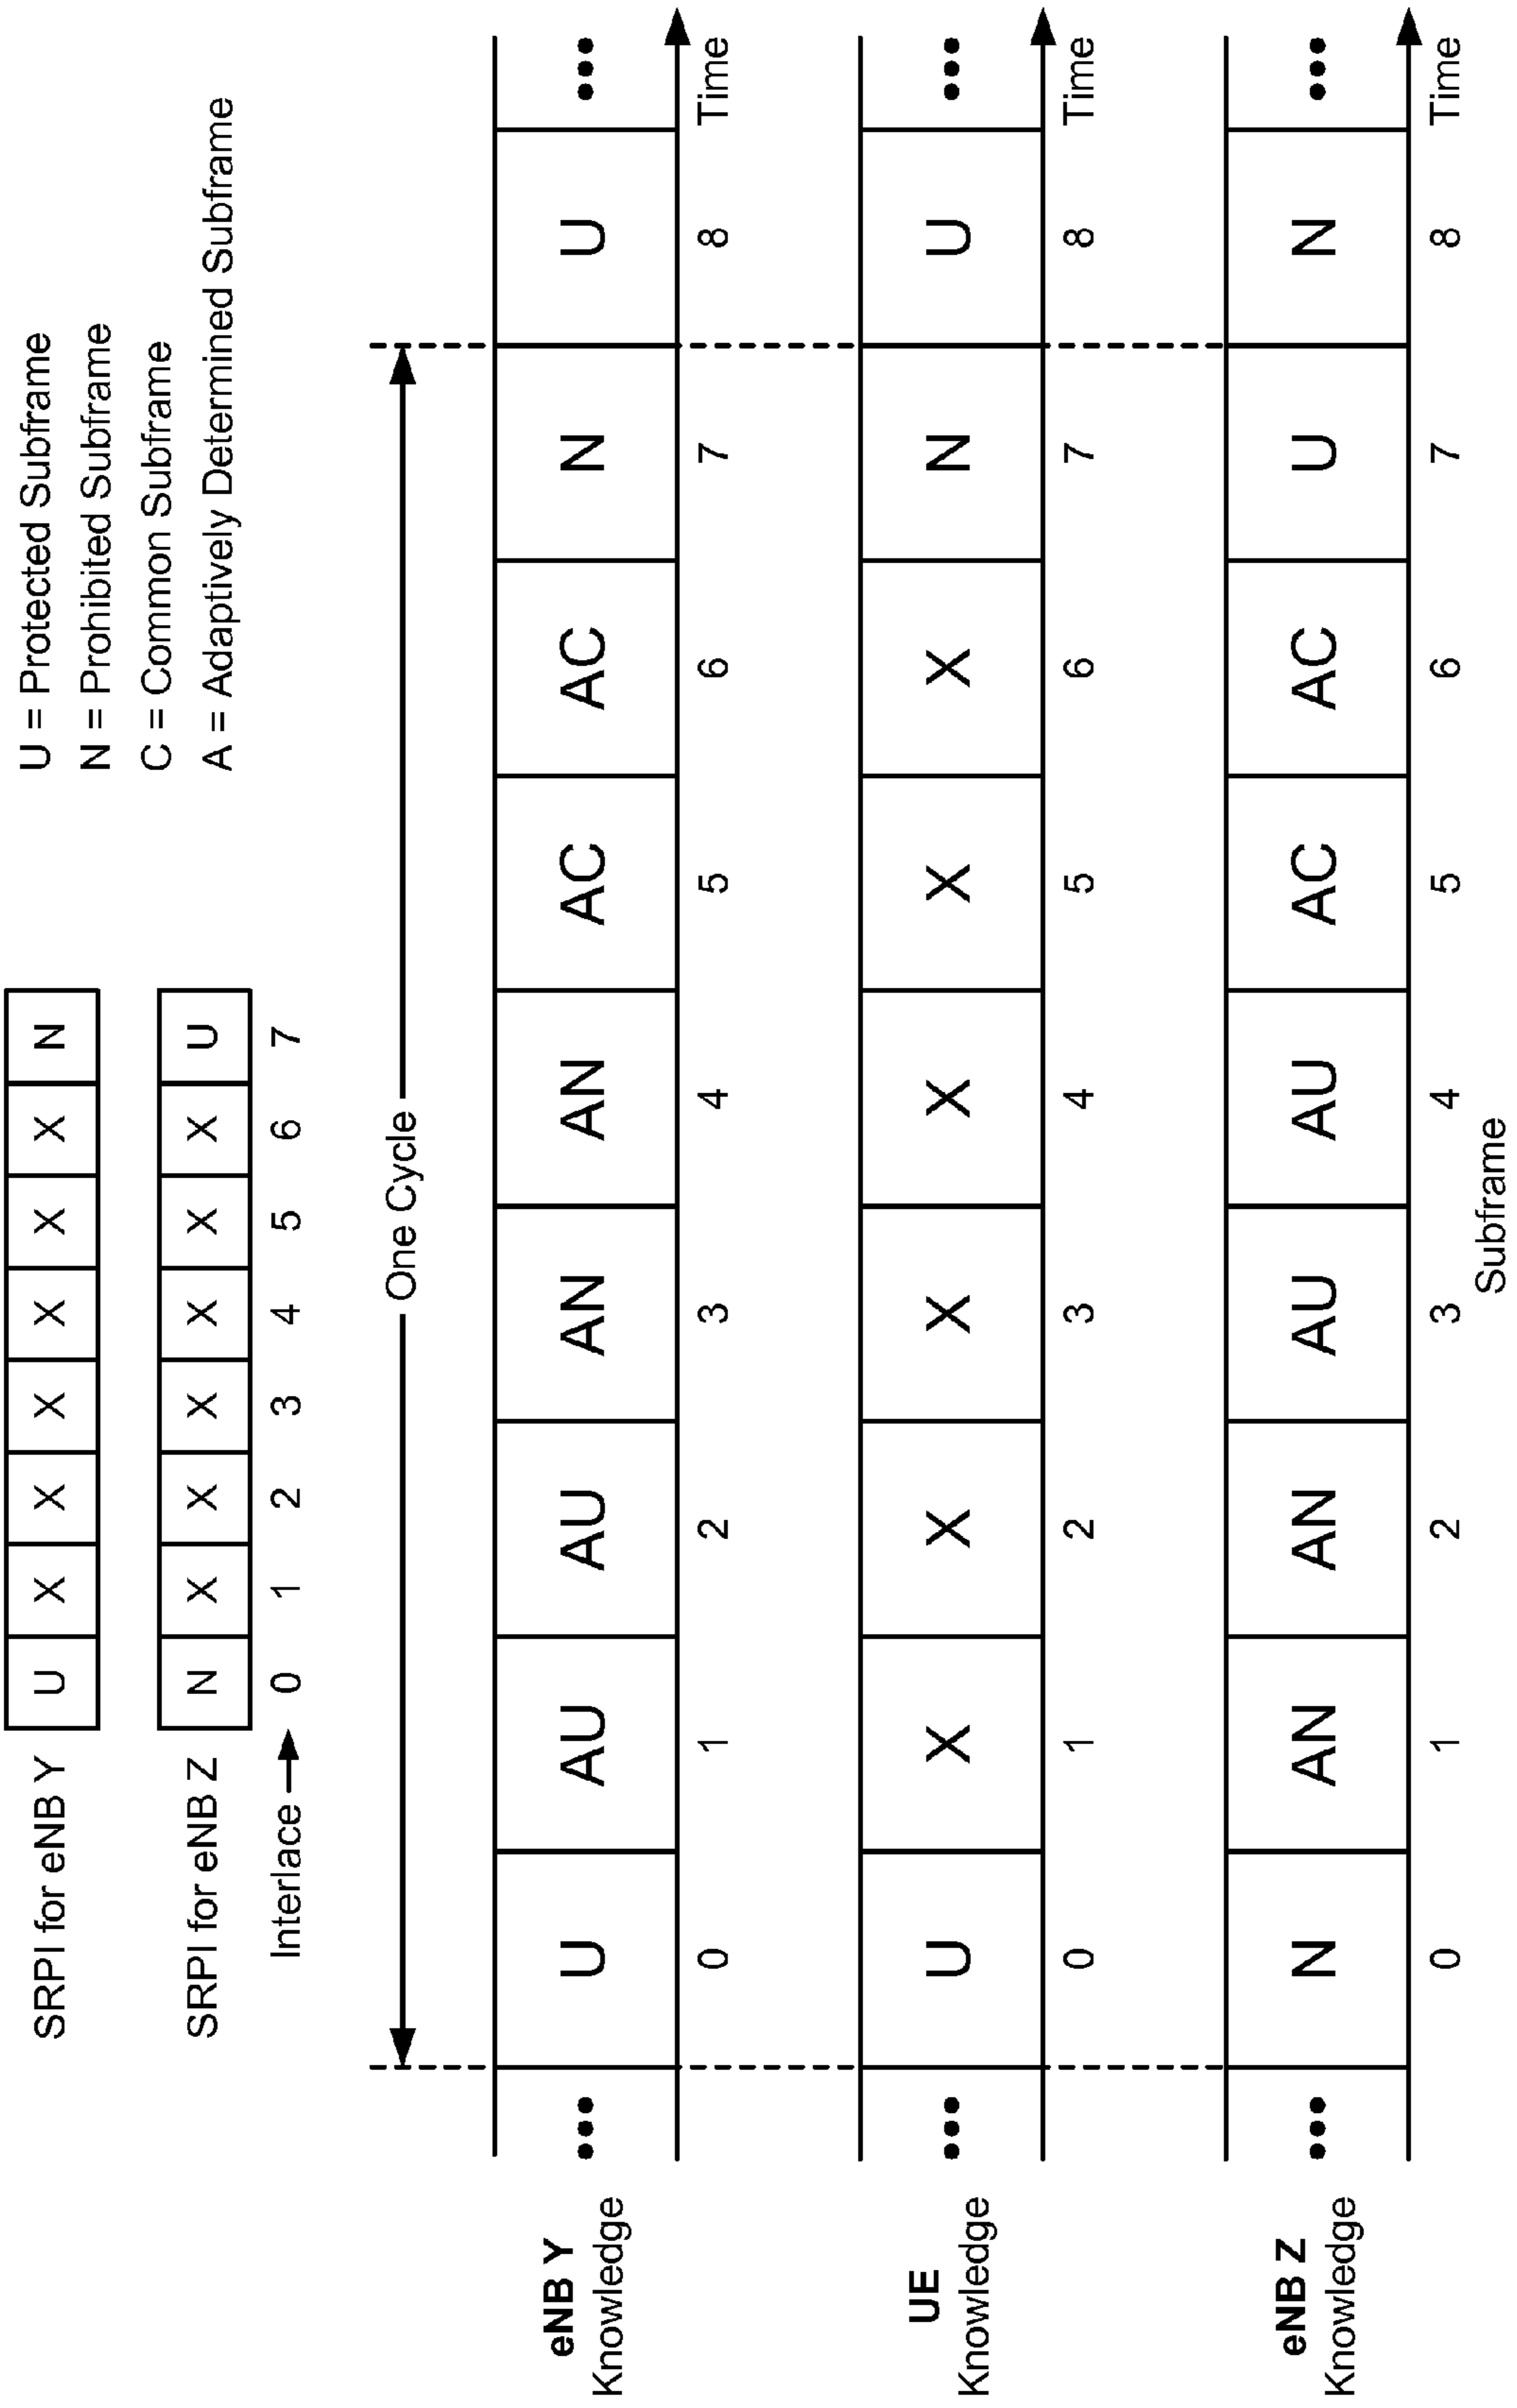 SRPI for eNB Y U X X X X X X N
SRPI for eNB Z N X X X X X X U
Interlace 0 1 2 3 4 5 6 7
U = Protected Subframe
N = Prohibited Subframe
C = Common Subframe
A = Adaptively Determined Subframe
One Cycle
eNB Y
Knowledge
••• U AU AU AN AN AC AC N U •••
0 1 2 3 4 5 6 7 8 Time
UE
Knowledge
••• U X X X X X X N U •••
0 1 2 3 4 5 6 7 8 Time
eNB Z
Knowledge
••• N AN AN AU AU AC AC U N •••
0 1 2 3 4 5 6 7 8 Time
Subframe